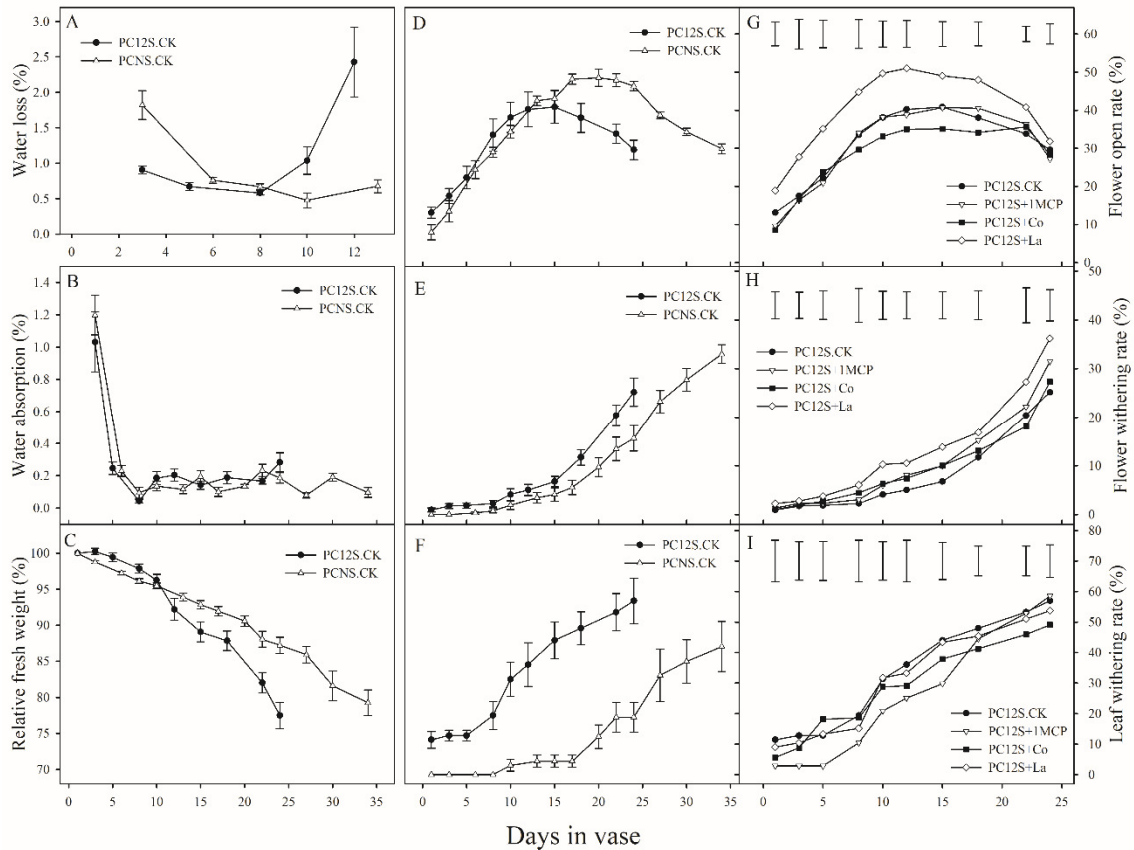 A
PC12S.CK
PCNS.CK
Water loss (%)
3.0
2.5
2.0
1.5
1.0
0.5
0.0
0 2 4 6 8 10 12
B
PC12S.CK
PCNS.CK
Water absorption (%)
1.4
1.2
1.0
0.8
0.6
0.4
0.2
0.0
C
PC12S.CK
PCNS.CK
Relative fresh weight (%)
100
95
90
85
80
75
70
0 5 10 15 20 25 30 35
D
PC12S.CK
PCNS.CK
E
PC12S.CK
PCNS.CK
F
PC12S.CK
PCNS.CK
0 5 10 15 20 25 30 35
G
PC12S.CK
PC12S+1MCP
PC12S+Co
PC12S+La
60
50
40
30
20
10
0
Flower open rate (%)
H
PC12S.CK
PC12S+1MCP
PC12S+Co
PC12S+La
50
40
30
20
10
0
Flower withering rate (%)
I
PC12S.CK
PC12S+1MCP
PC12S+Co
PC12S+La
80
70
60
50
40
30
20
10
0
Leaf withering rate (%)
0 5 10 15 20 25
Days in vase